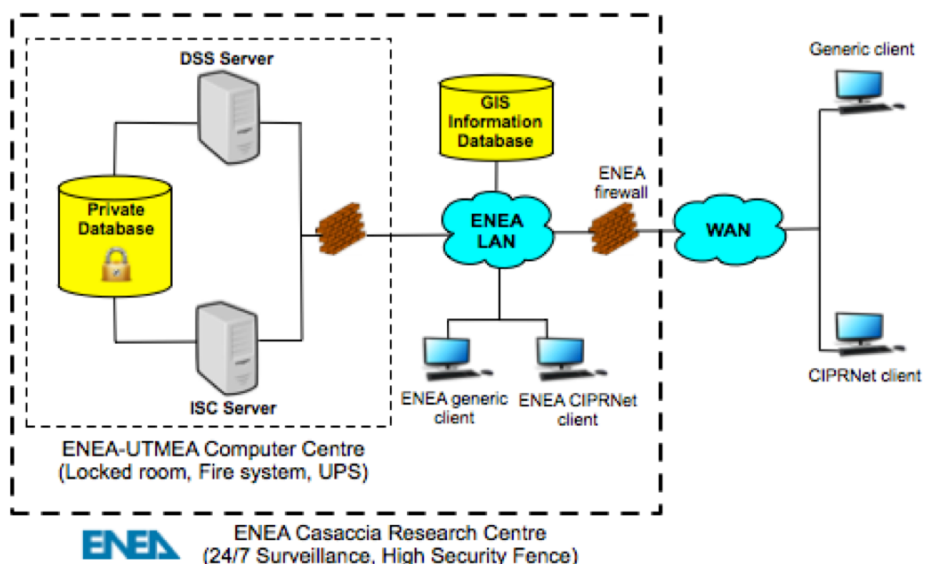 DSS Server
Private
Database
ISC Server
ENEA-UTMEA Computer Centre
(Locked room, Fire system, UPS)
GIS
Information
Database
ENEA
LAN
ENEA generic
client
ENEA CIPRNet
client
ENEA
firewall
WAN
Generic client
CIPRNet client
ENEA
ENEA Casaccia Research Centre
(24/7 Surveillance, High Security Fence)